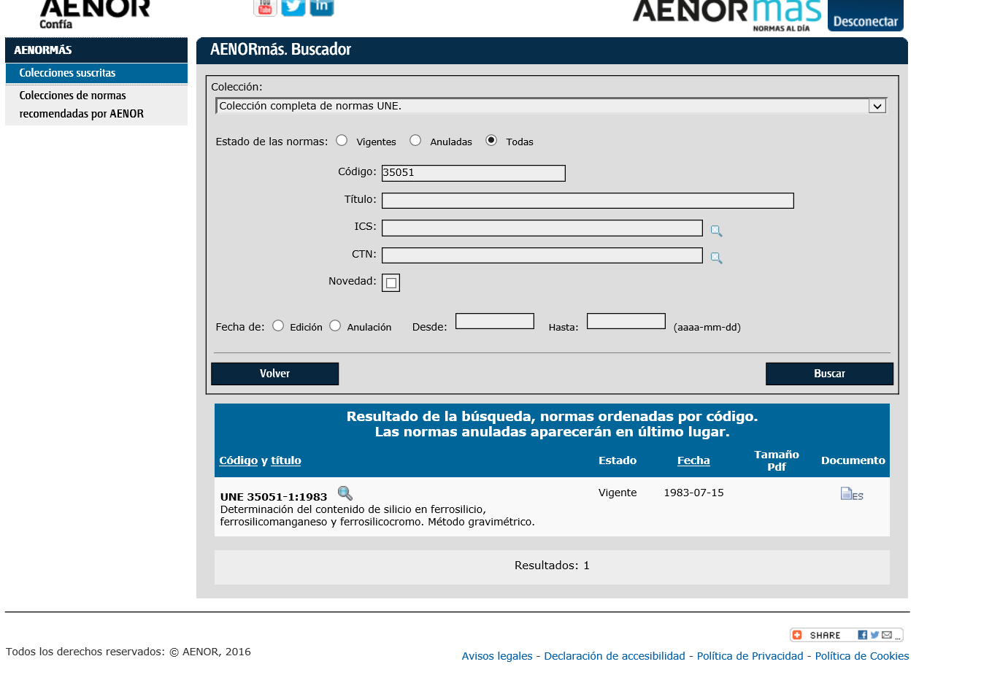 AENOR
Confía
You
Tube
in
AENORmás
NORMAS AL DÍA
Desconectar
AENORMÁS
Colecciones suscritas
Colecciones de normas
recomendadas por AENOR
AENORmás. Buscador
Colección:
Colección completa de normas UNE.
Estado de las normas: Vigentes Anuladas Todas
Código: 35051
Título:
ICS:
CTN:
Novedad:
Fecha de: Edición Anulación Desde: Hasta: (aaaa-mm-dd)
Volver Buscar
Resultado de la búsqueda, normas ordenadas por código.
Las normas anuladas aparecerán en último lugar.
Código y título Estado Fecha Tamaño Pdf Documento
UNE 35051-1:1983 Vigente 1983-07-15 ES
Determinación del contenido de silicio en ferrosilicio,
ferrosilicomanganeso y ferrosilicocromo. Método gravimétrico.
Resultados: 1
SHARE ...
Todos los derechos reservados: © AENOR, 2016
Avisos legales - Declaración de accesibilidad - Política de Privacidad - Política de Cookies